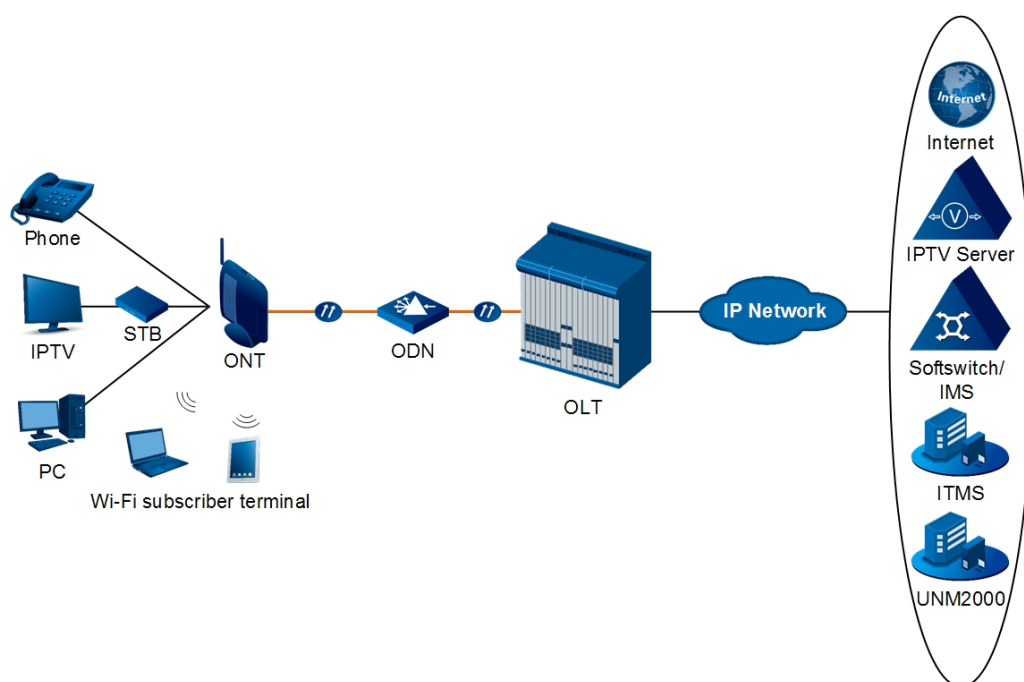 Phone
IPTV
STB
PC
Wi-Fi subscriber terminal
ONT
ODN
OLT
IP Network
Internet
Internet
V
IPTV Server
Softswitch/
IMS
ITMS
UNM2000